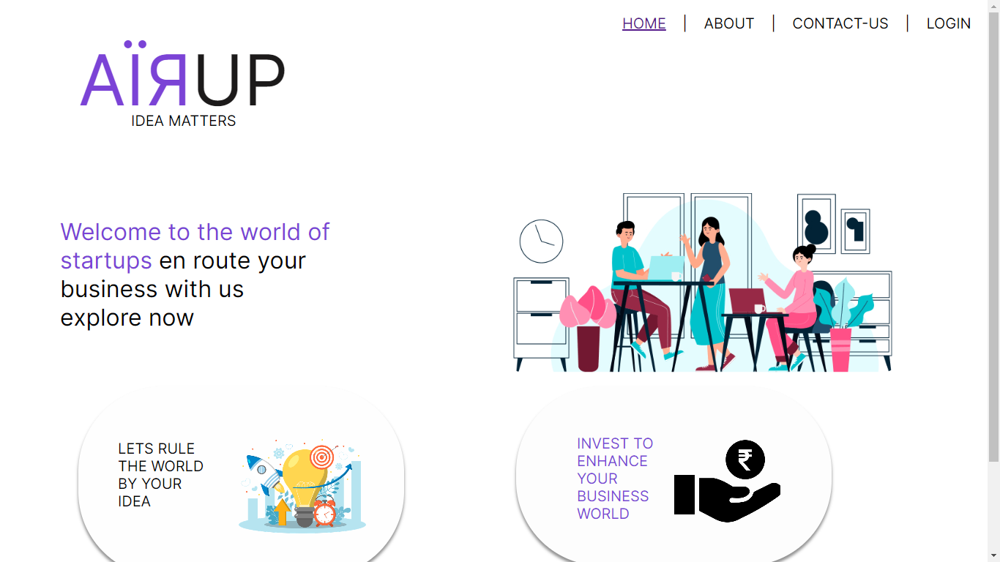 HOME | ABOUT | CONTACT-US | LOGIN
AÏЯUP
IDEA MATTERS
Welcome to the world of
startups en route your
business with us
explore now
LETS RULE
THE WORLD
BY YOUR
IDEA
INVEST TO
ENHANCE
YOUR
BUSINESS
WORLD
₹